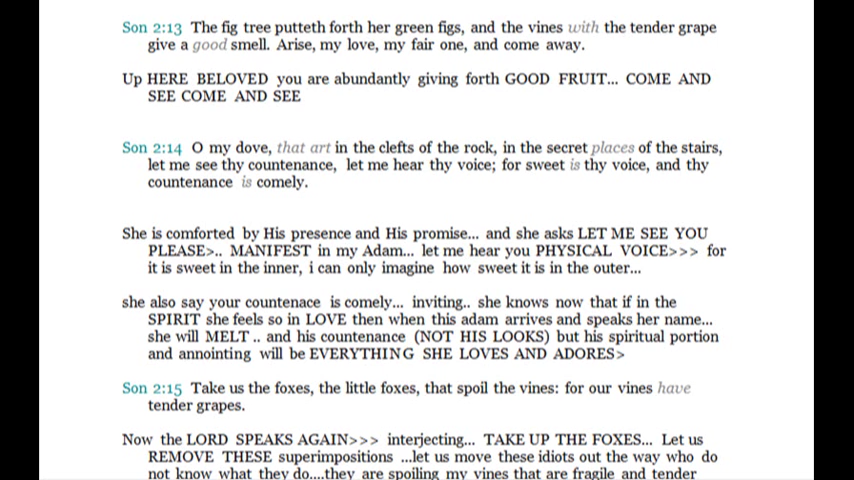 Son 2:13 The fig tree putteth forth her green figs, and the vines with the tender grape
give a good smell. Arise, my love, my fair one, and come away.
Up HERE BELOVED you are abundantly giving forth GOOD FRUIT... COME AND
SEE COME AND SEE
Son 2:14 O my dove, that art in the clefts of the rock, in the secret places of the stairs,
let me see thy countenance, let me hear thy voice; for sweet is thy voice, and thy
countenance is comely.
She is comforted by His presence and His promise... and she asks LET ME SEE YOU
PLEASE>.. MANIFEST in my Adam... let me hear you PHYSICAL VOICE>>> for
it is sweet in the inner, i can only imagine how sweet it is in the outer...
she also say your countenace is comely... inviting.. she knows now that if in the
SPIRIT she feels so in LOVE then when this adam arrives and speaks her name...
she will MELT .. and his countenance (NOT HIS LOOKS) but his spiritual portion
and annointing will be EVERYTHING SHE LOVES AND ADORES>
Son 2:15 Take us the foxes, the little foxes, that spoil the vines: for our vines have
tender grapes.
Now the LORD SPEAKS AGAIN>>> interjecting... TAKE UP THE FOXES... Let us
REMOVE THESE superimpositions ...let us move these idiots out the way who do
not know what they do....they are spoiling my vines that are fragile and tender